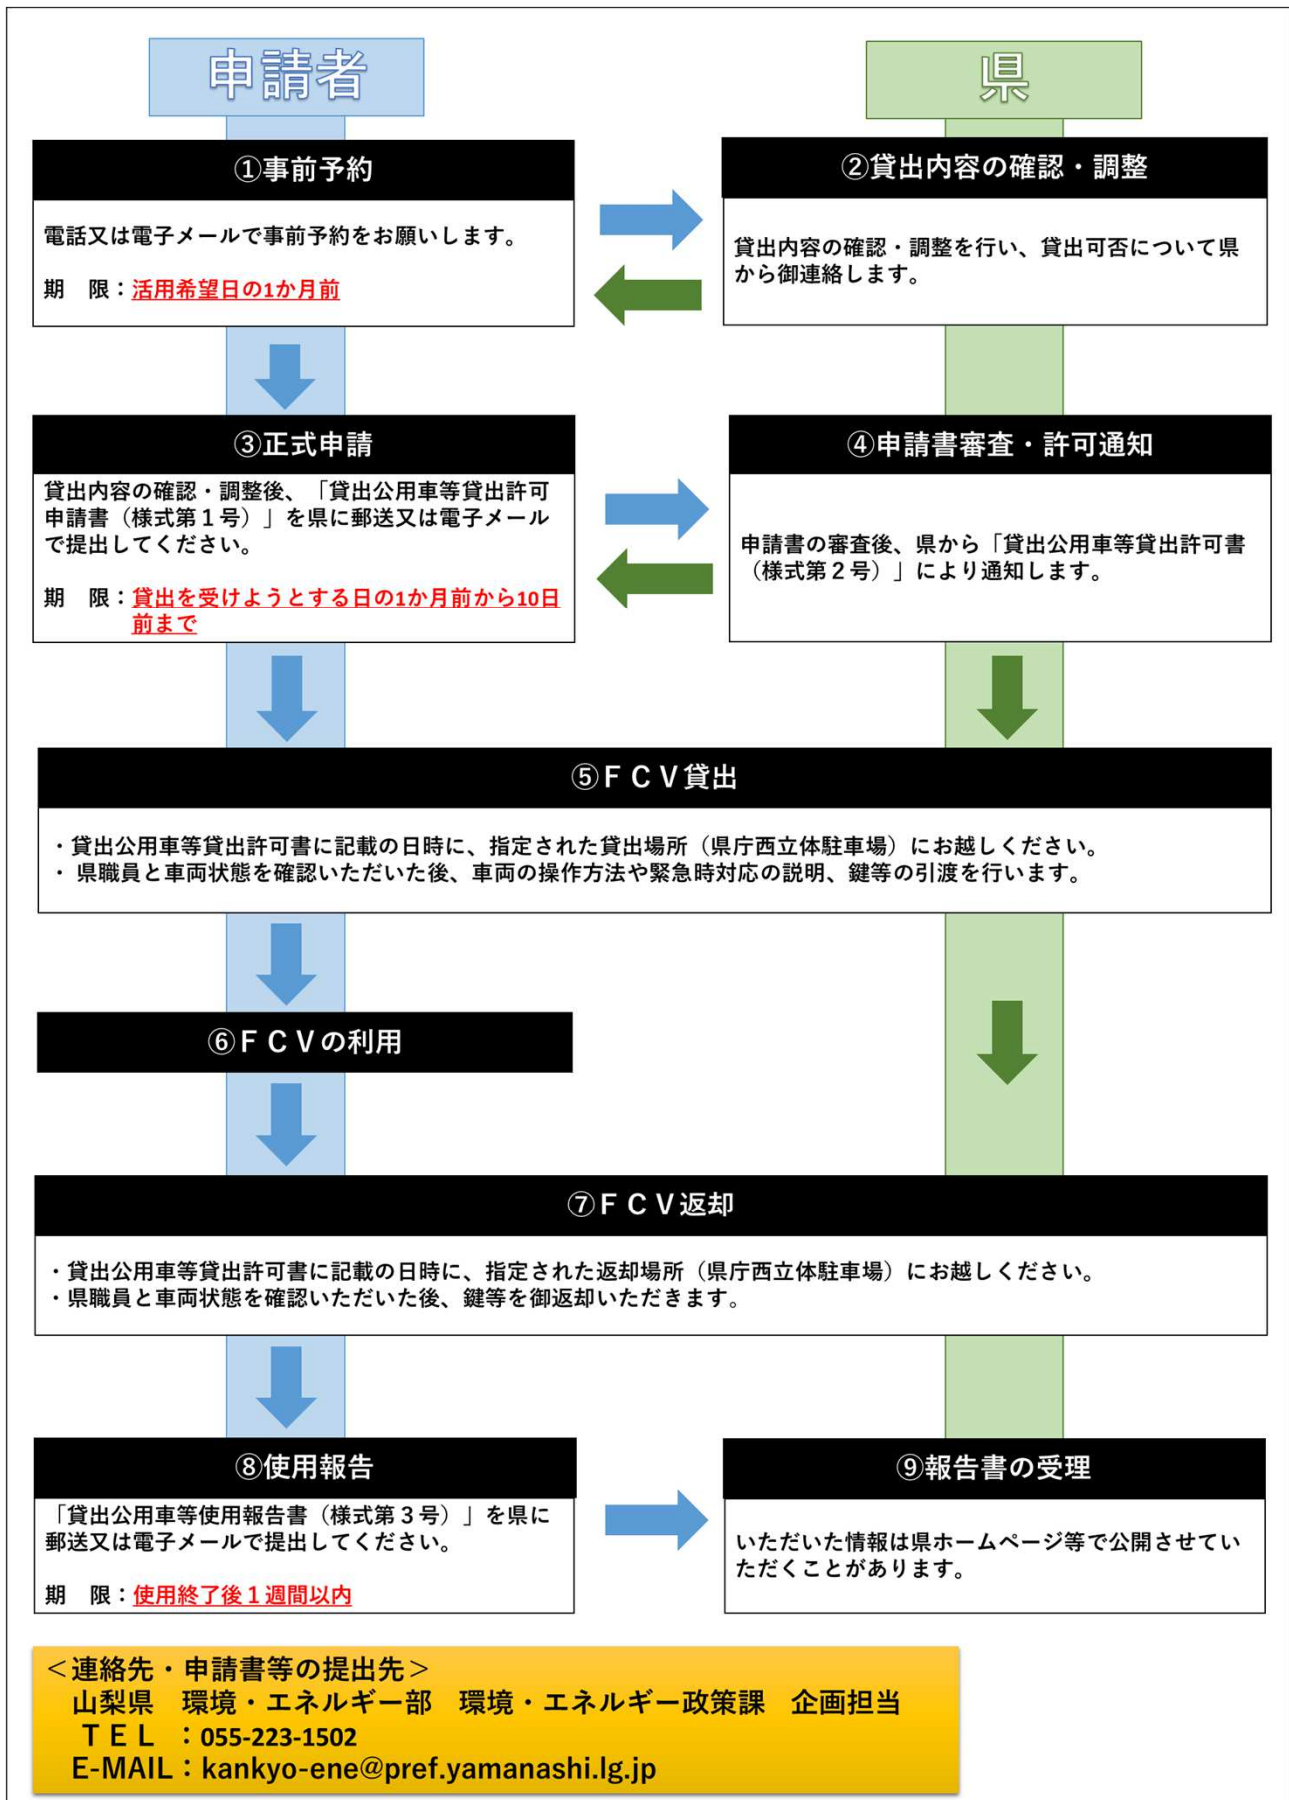 申請者
県
①事前予約
電話又は電子メールで事前予約をお願いします。
期　限：活用希望日の1か月前
②貸出内容の確認・調整
貸出内容の確認・調整を行い、貸出可否について県
から御連絡します。
③正式申請
貸出内容の確認・調整後、「貸出公用車等貸出許可
申請書（様式第１号）」を県に郵送又は電子メール
で提出してください。
期　限：貸出を受けようとする日の1か月前から10日
前まで
④申請書審査・許可通知
申請書の審査後、県から「貸出公用車等貸出許可書
（様式第２号）」により通知します。
⑤ＦＣＶ貸出
・貸出公用車等貸出許可書に記載の日時に、指定された貸出場所（県庁西立体駐車場）にお越しください。
・ 県職員と車両状態を確認いただいた後、車両の操作方法や緊急時対応の説明、鍵等の引渡を行います。
⑥ＦＣＶの利用
⑦ＦＣＶ返却
・貸出公用車等貸出許可書に記載の日時に、指定された返却場所（県庁西立体駐車場）にお越しください。
・県職員と車両状態を確認いただいた後、鍵等を御返却いただきます。
⑧使用報告
「貸出公用車等使用報告書（様式第３号）」を県に
郵送又は電子メールで提出してください。
期　限：使用終了後１週間以内
⑨報告書の受理
いただいた情報は県ホームページ等で公開させてい
ただくことがあります。
＜連絡先・申請書等の提出先＞
山梨県　環境・エネルギー部　環境・エネルギー政策課　企画担当
ＴＥＬ　：055-223-1502
E-MAIL：kankyo-ene@pref.yamanashi.lg.jp